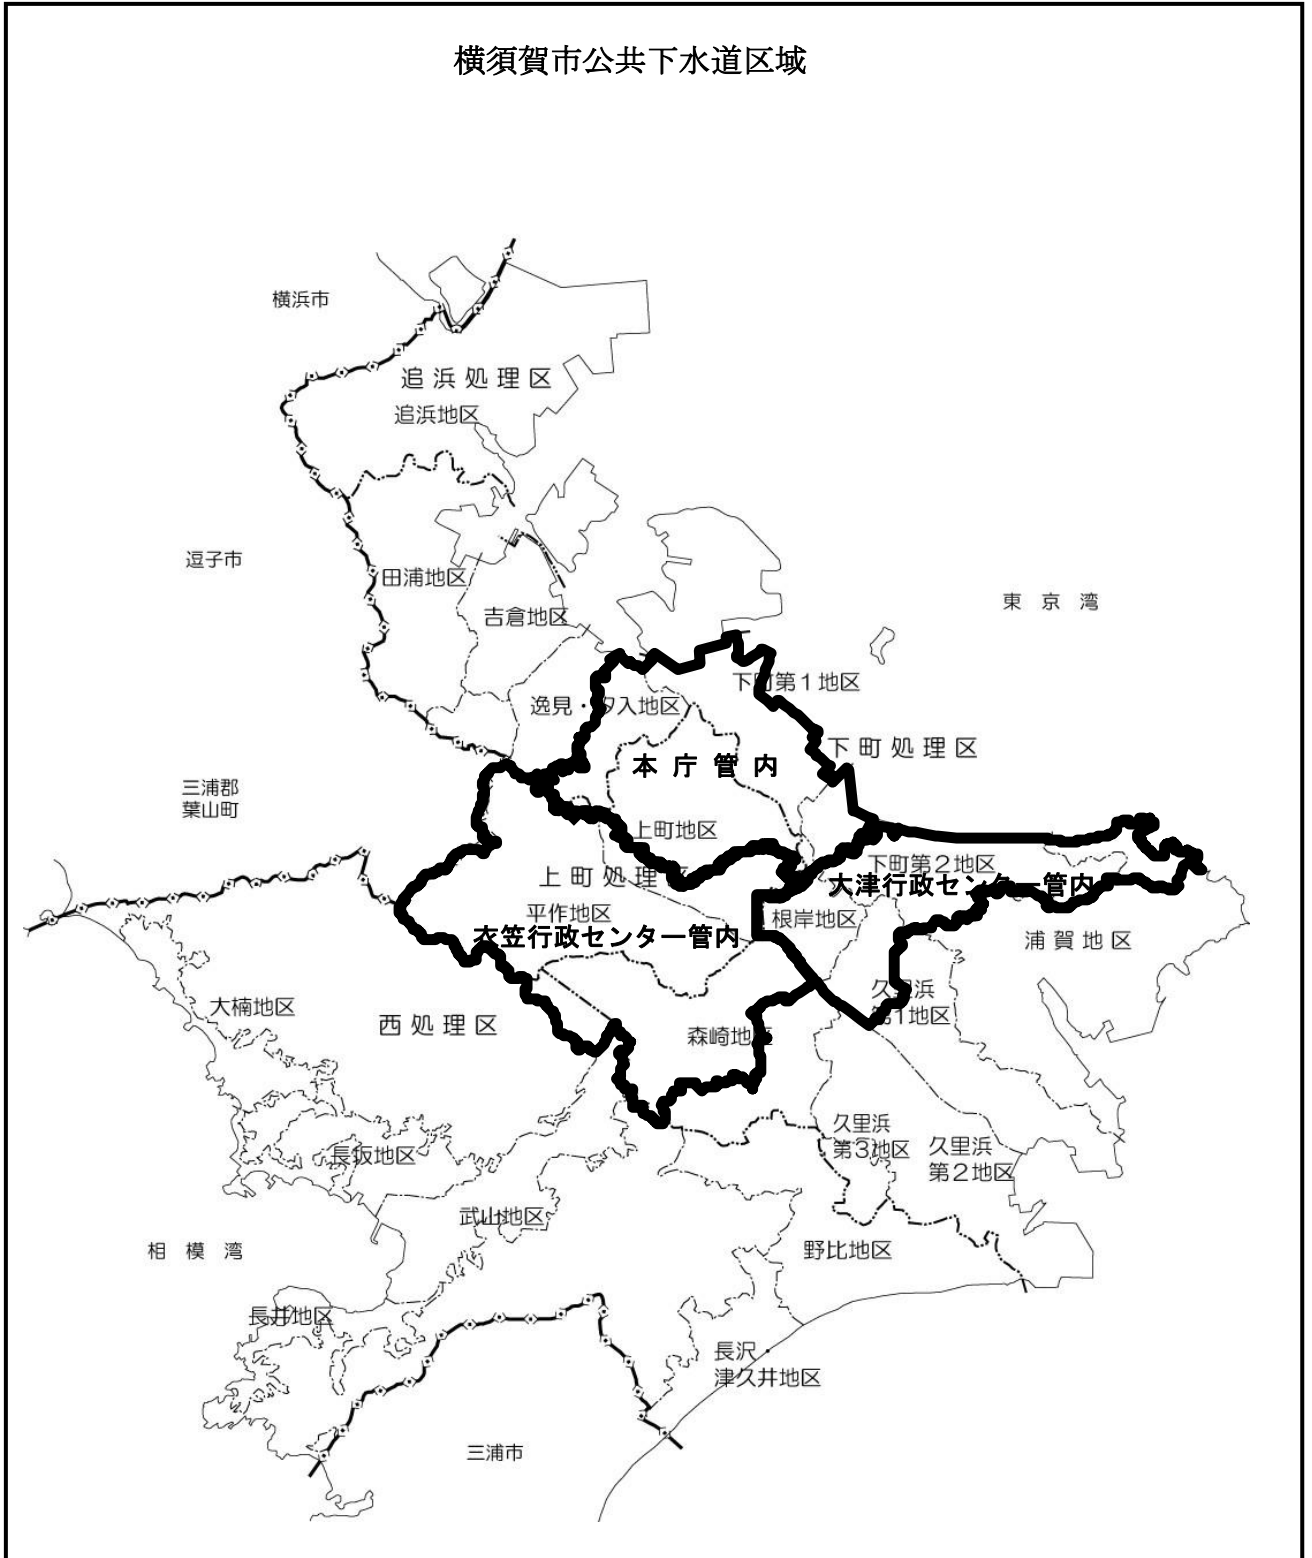 横須賀市公共下水道区域
横浜市
追浜処理区
追浜地区
逗子市
田浦地区
東京湾
吉倉地区
下町第1地区
逸見・汐入地区
下町処理区
本庁管内
三浦郡
葉山町
上町地区
下町第2地区
上町処理区
大津行政センター管内
平作地区
根岸地区
衣笠行政センター管内
浦賀地区
久里浜
第1地区
大楠地区
西処理区
森崎地区
久里浜
第3地区
久里浜
第2地区
長坂地区
武山地区
相模湾
野比地区
長井地区
長沢・
津久井地区
三浦市